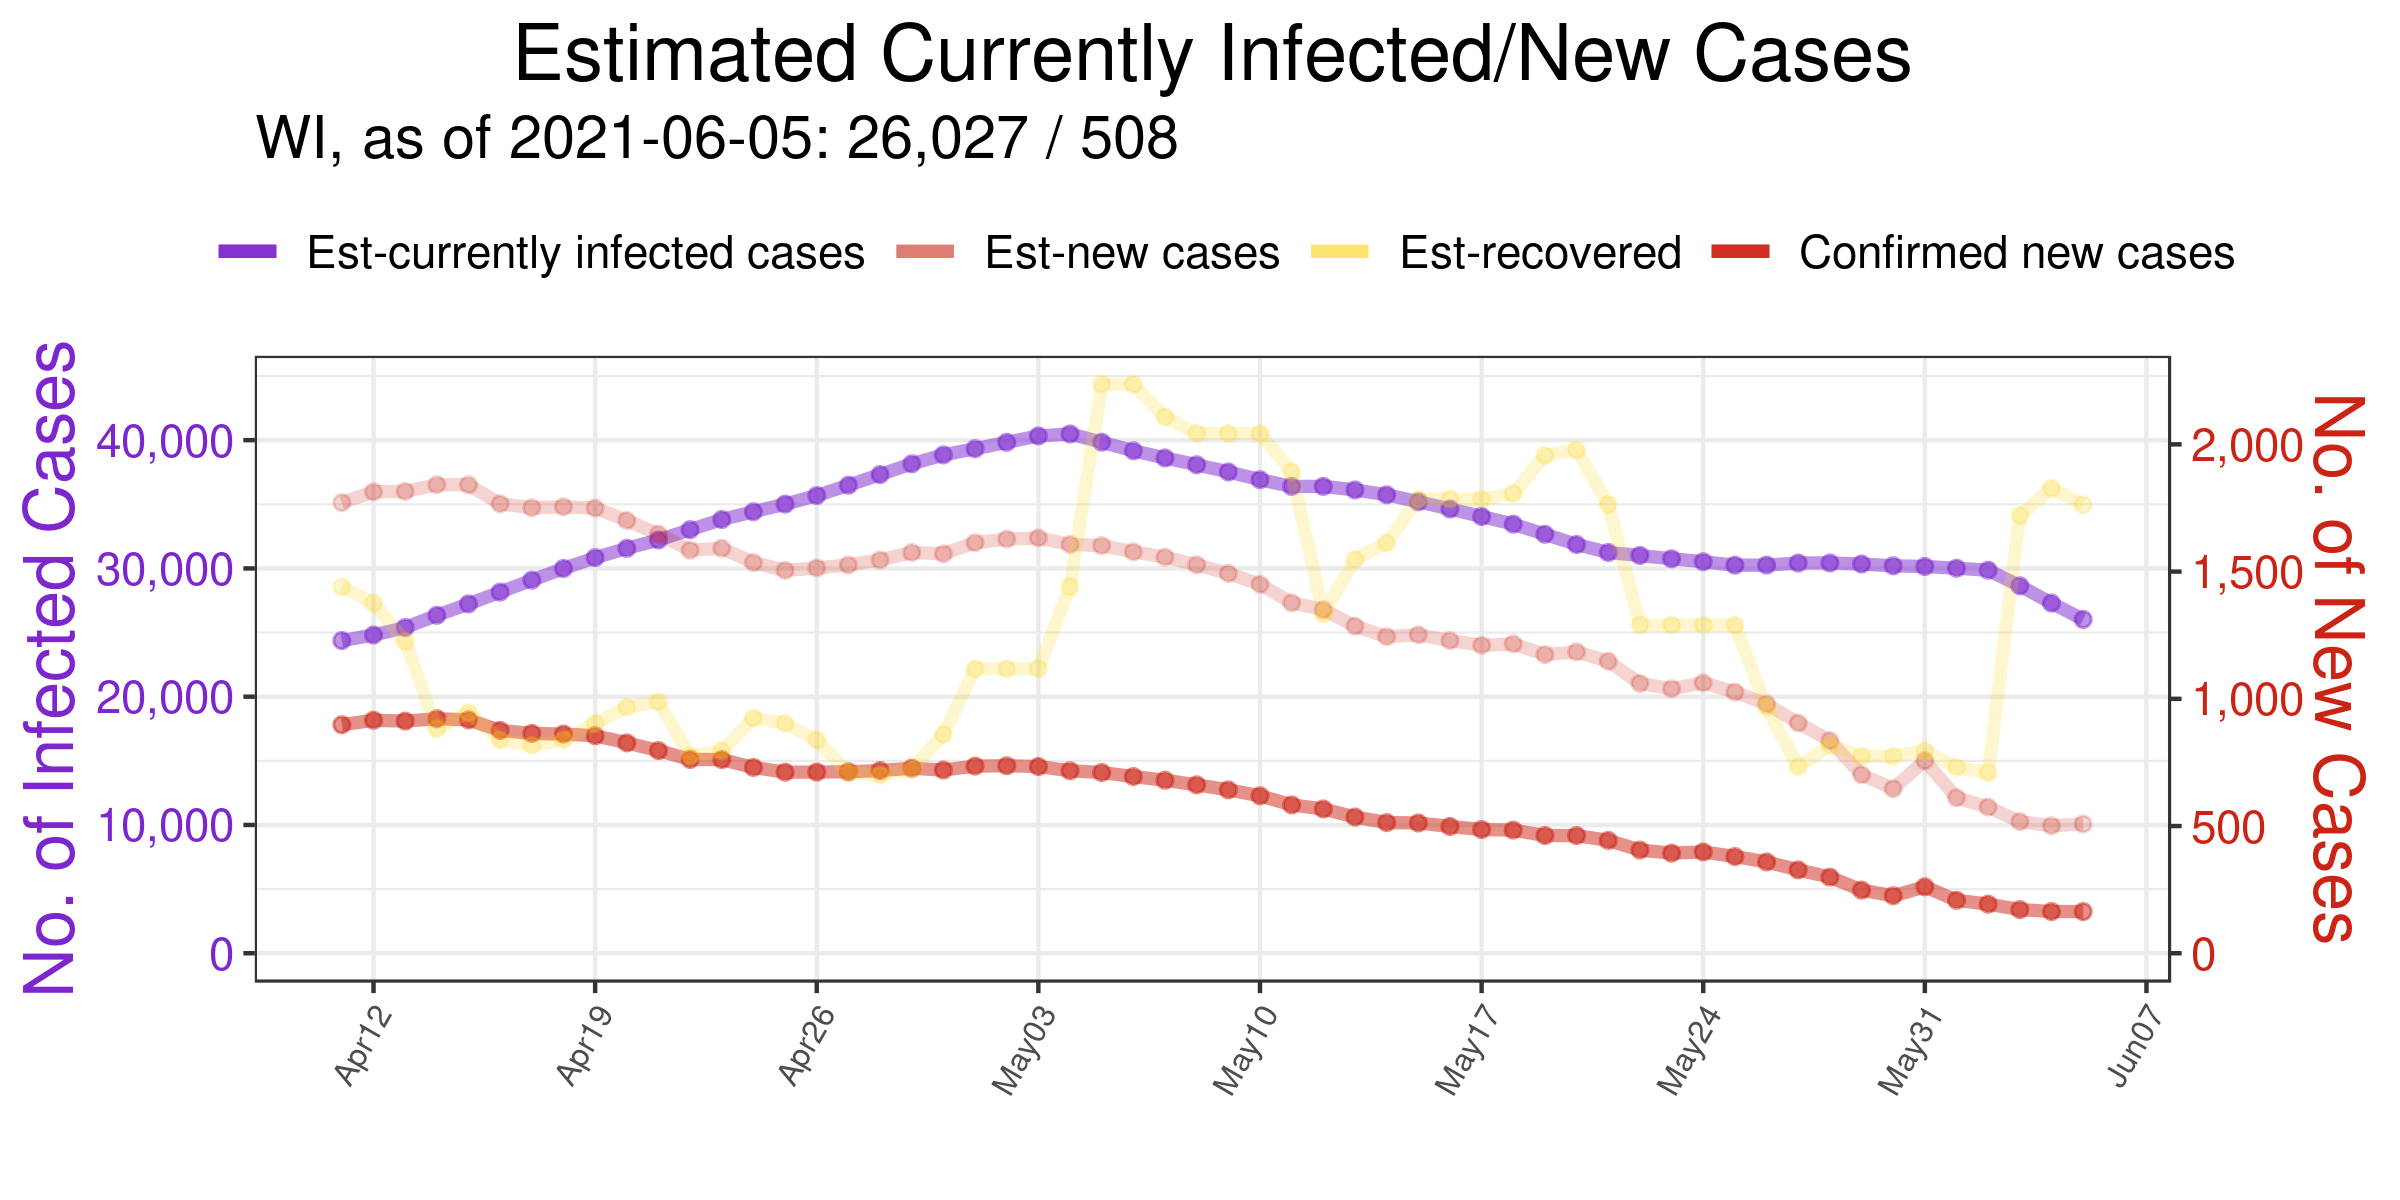 Estimated Currently Infected/New Cases
WI, as of 2021-06-05: 26,027 / 508
Est-currently infected cases Est-new cases Est-recovered Confirmed new cases
No. of Infected Cases
40,000
30,000
20,000
10,000
0
2,000
1,500
1,000
500
0
No. of New Cases
Apr12 Apr19 Apr26 May03 May10 May17 May24 May31 Jun07